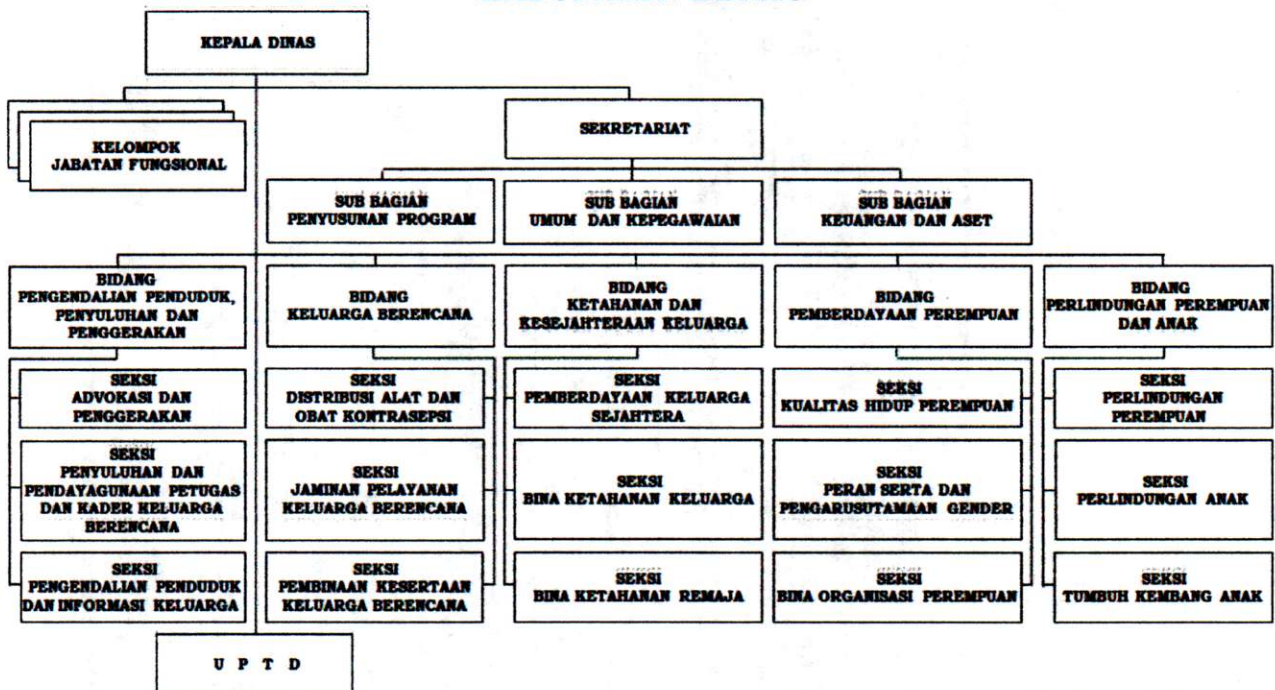 KEPALA DINAS
KELOMPOK
JABATAN FUNGSIONAL
SEKRETARIAT
SUB BAGIAN
PENYUSUNAN PROGRAM
SUB BAGIAN
UMUM DAN KEPEGAWAIAN
SUB BAGIAN
KEUANGAN DAN ASET
BIDANG
PENGENDALIAN PENDUDUK,
PENYULUHAN DAN
PENGGERAKAN
BIDANG
KELUARGA BERENCANA
BIDANG
KETAHANAN DAN
KESEJAHTERAAN KELUARGA
BIDANG
PEMBERDAYAAN PEREMPUAN
BIDANG
PERLINDUNGAN PEREMPUAN
DAN ANAK
SEKSI
ADVOKASI DAN
PENGGERAKAN
SEKSI
DISTRIBUSI ALAT DAN
OBAT KONTRASEPSI
SEKSI
PEMBERDAYAAN KELUARGA
SEJAHTERA
SEKSI
KUALITAS HIDUP PEREMPUAN
SEKSI
PERLINDUNGAN
PEREMPUAN
SEKSI
PENYULUHAN DAN
PENDAYAGUNAAN PETUGAS
DAN KADER KELUARGA
BERENCANA
SEKSI
JAMINAN PELAYANAN
KELUARGA BERENCANA
SEKSI
BINA KETAHANAN KELUARGA
SEKSI
PERAN SERTA DAN
PENGARUSUTAMAAN GENDER
SEKSI
PERLINDUNGAN ANAK
SEKSI
PENGENDALIAN PENDUDUK
DAN INFORMASI KELUARGA
SEKSI
PEMBINAAN KESERTAAN
KELUARGA BERENCANA
SEKSI
BINA KETAHANAN REMAJA
SEKSI
BINA ORGANISASI PEREMPUAN
SEKSI
TUMBUH KEMBANG ANAK
U P T D